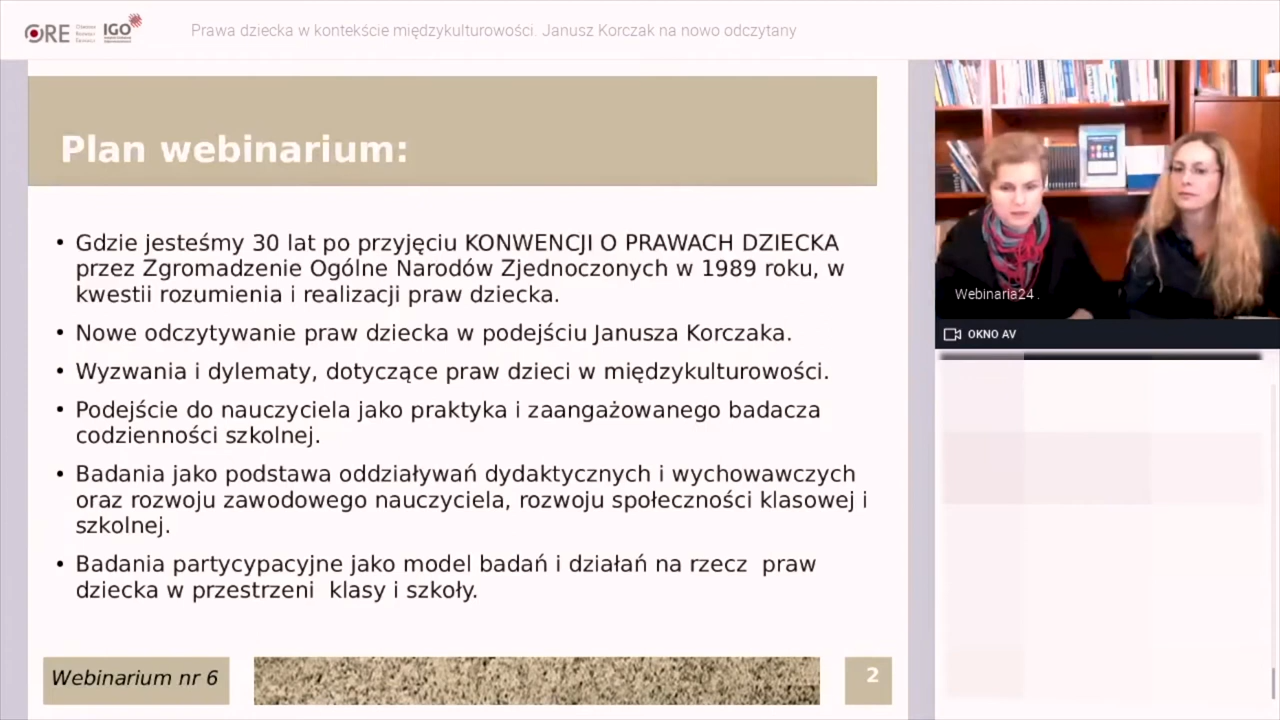 ORE
IGO
Prawa dziecka w kontekście międzykulturowości. Janusz Korczak na nowo odczytany
Plan webinarium:
• Gdzie jesteśmy 30 lat po przyjęciu KONWENCJI O PRAWACH DZIECKA
przez Zgromadzenie Ogólne Narodów Zjednoczonych w 1989 roku, w
kwestii rozumienia i realizacji praw dziecka.
• Nowe odczytywanie praw dziecka w podejściu Janusza Korczaka.
• Wyzwania i dylematy, dotyczące praw dzieci w międzykulturowości.
• Podejście do nauczyciela jako praktyka i zaangażowanego badacza
codzienności szkolnej.
• Badania jako podstawa oddziaływań dydaktycznych i wychowawczych
oraz rozwoju zawodowego nauczyciela, rozwoju społeczności klasowej i
szkolnej.
• Badania partycypacyjne jako model badań i działań na rzecz  praw
dziecka w przestrzeni  klasy i szkoły.
Webinarium nr 6
2
Webinaria24 .
OKNO AV